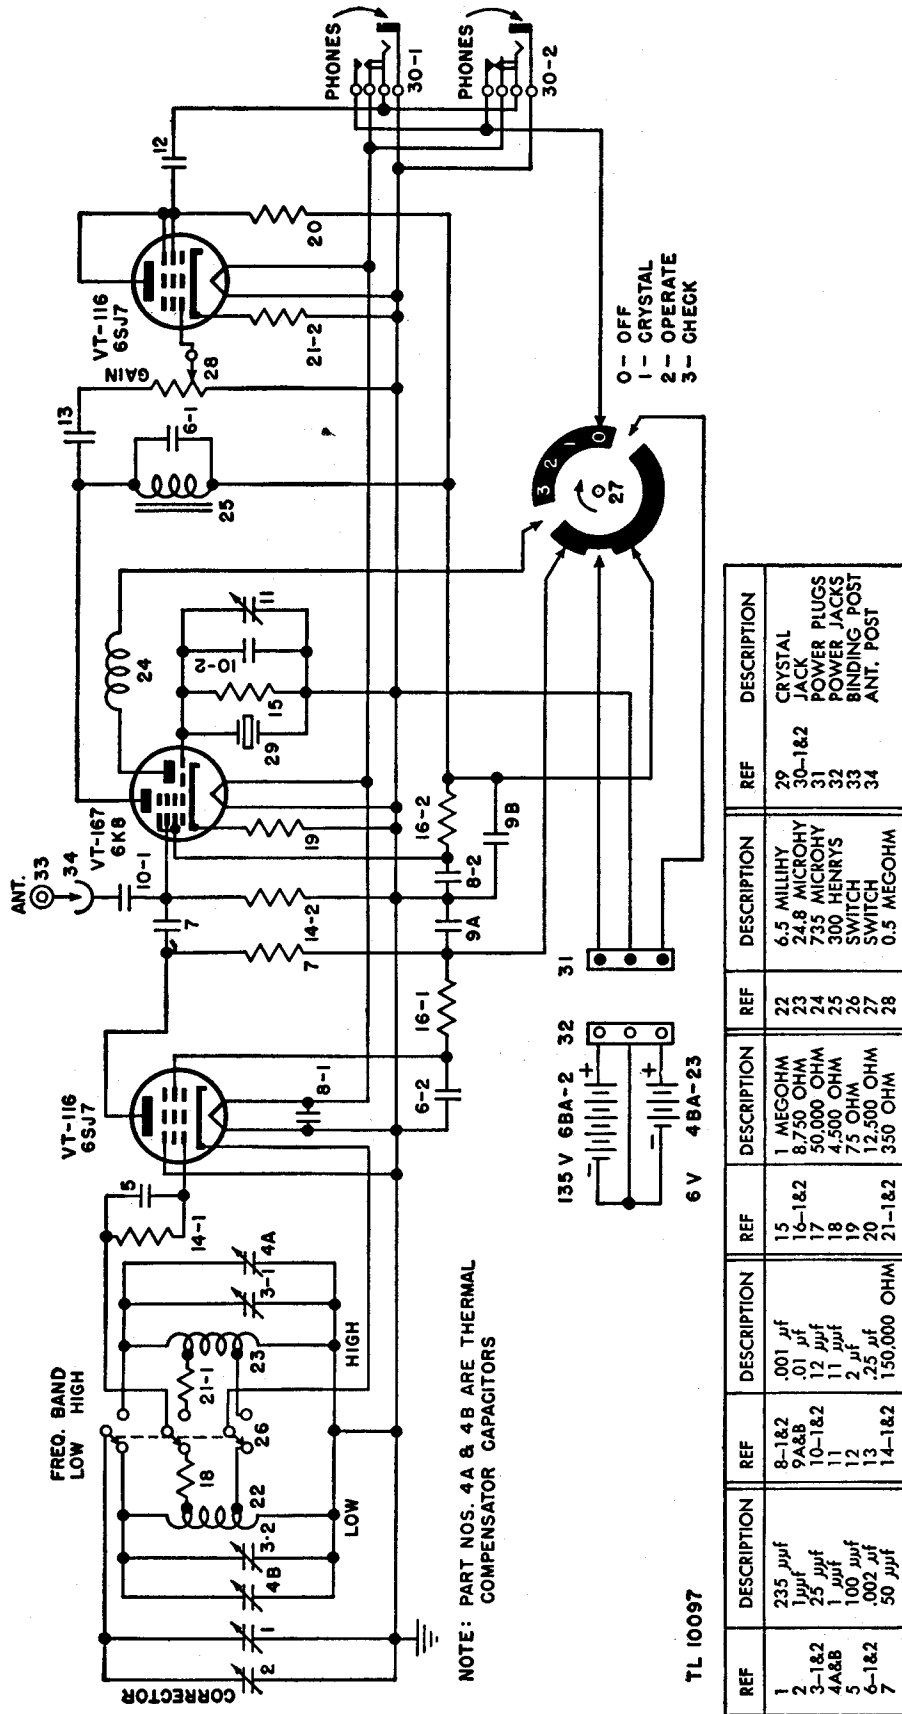 ANT.
33
34
PHONES
30-1
PHONES
30-2
12
VT-116
6SJ7
GAIN
28
13
6-1
25
20
21-2
24
11
10-2
15
29
VT-167
6K8
10-1
19
7
14-2
7
16-2
8-2
9B
9A
16-1
6-2
8-1
VT-116
6SJ7
5
14-1
4A
3-1
23
HIGH
21-1
FREQ. BAND
LOW HIGH
26
18
22
LOW
3-2
4B
1
2
CORRECTOR
0 – OFF
1 – CRYSTAL
2 – OPERATE
3 – CHECK
3 2 1 0
27
31
32
135 V 6BA-2
+
-
6 V 4BA-23
+
-
NOTE: PART NOS. 4A & 4B ARE THERMAL
COMPENSATOR CAPACITORS
TL 10097
REF DESCRIPTION REF DESCRIPTION REF DESCRIPTION REF DESCRIPTION REF DESCRIPTION
1 235 µµf 8-1&2 .001 µf 15 1 MEGOHM 22 6.5 MILLIHY 29 CRYSTAL
2 1µµf 9A&B .01 µf 16-1&2 8,750 OHM 23 24.8 MICROHY 30-1&2 JACK
3-1&2 25 µµf 10-1&2 12 µµf 17 50,000 OHM 24 735 MICROHY 31 POWER PLUGS
4A&B 1 µµf 11 11 µµf 18 4,500 OHM 25 300 HENRYS 32 POWER JACKS
5 100 µµf 12 2 µf 19 75 OHM 26 SWITCH 33 BINDING POST
6-1&2 .002 µf 13 .25 µf 20 12,500 OHM 27 SWITCH 34 ANT. POST
7 50 µµf 14-1&2 150,000 OHM 21-1&2 350 OHM 28 0.5 MEGOHM